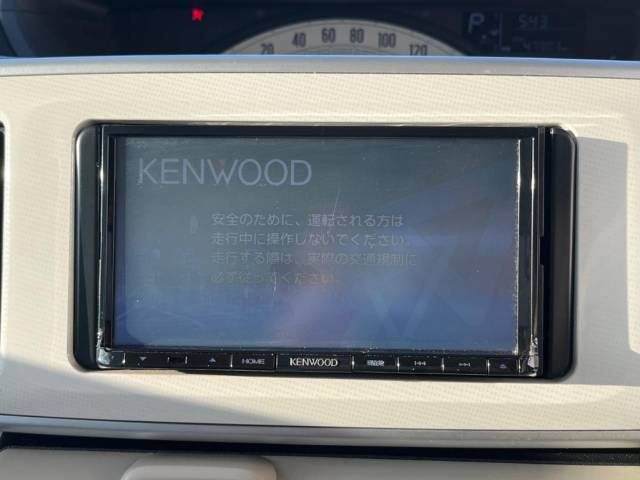 P 5:43
20 40 60 80 100 120
KENWOOD
安全のために、運転される方は
走行中に操作しないでください。
走行する際は、実際の交通規制に
必ず従ってください。
HOME KENWOOD